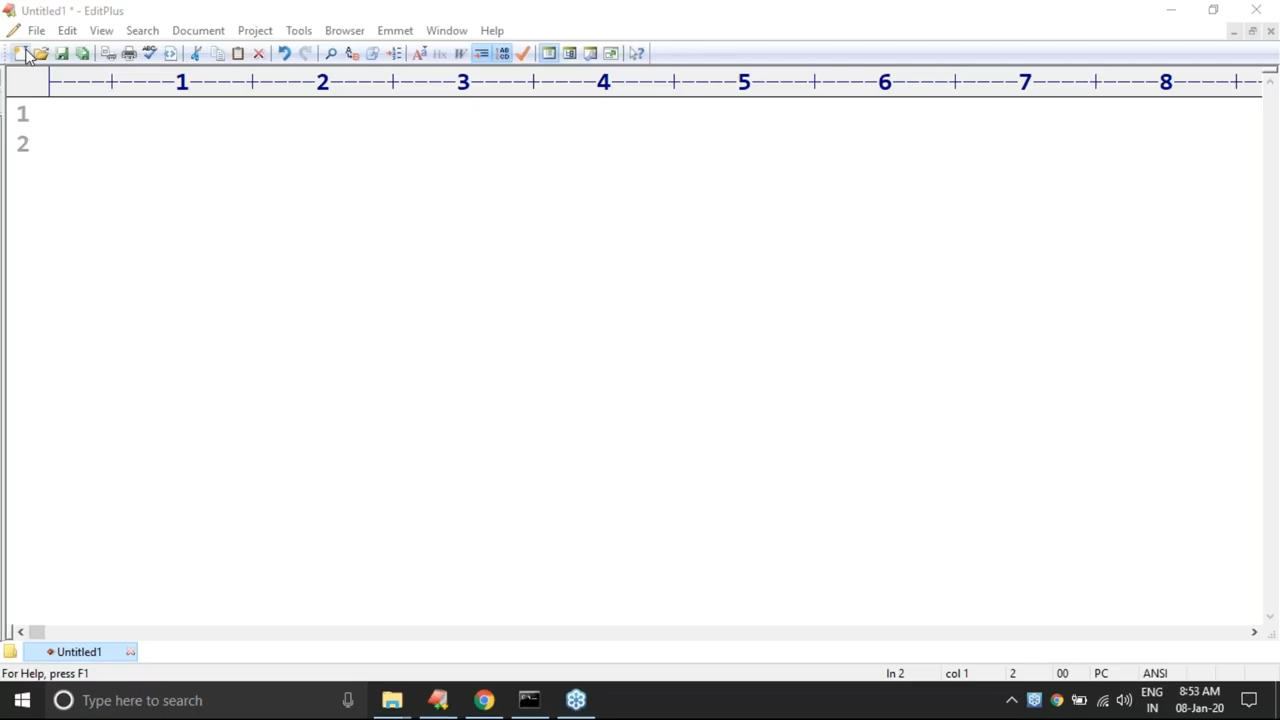 Untitled1 * - EditPlus
File Edit View Search Document Project Tools Browser Emmet Window Help
----+----1----+----2----+----3----+----4----+----5----+----6----+----7----+----8----+--
1
2
Untitled1
For Help, press F1 ln 2 col 1 2 00 PC ANSI
Type here to search
ENG
IN
8:53 AM
08-Jan-20